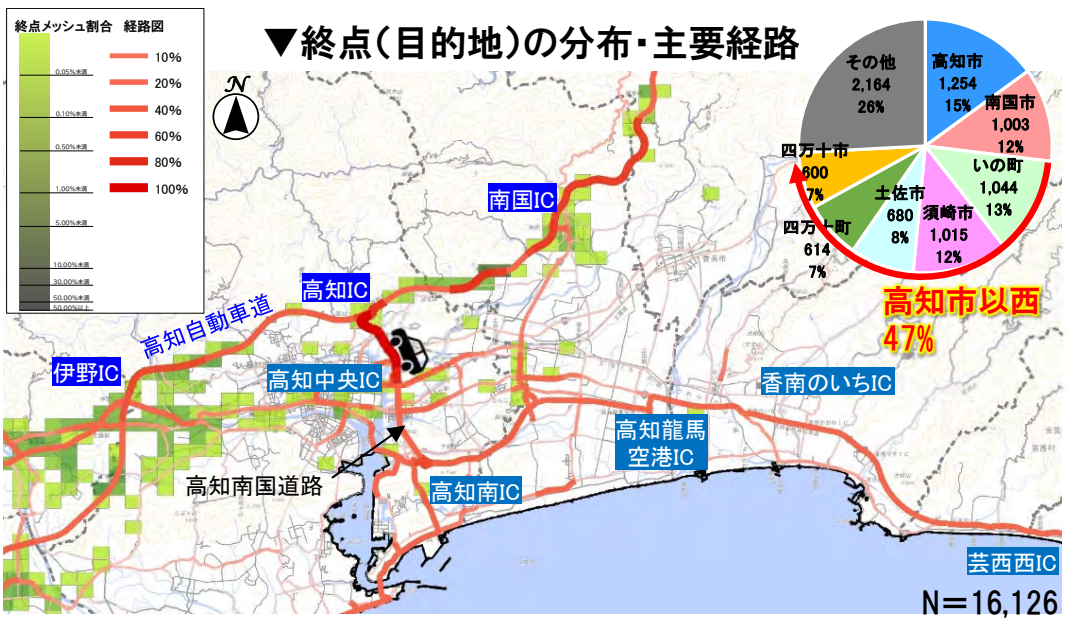 ▼終点(目的地)の分布・主要経路
終点メッシュ割合 経路図
0.05%未満
0.10%未満
0.50%未満
1.00%未満
5.00%未満
10.00%未満
30.00%未満
50.00%未満
50.00%以上
10%
20%
40%
60%
80%
100%
N
その他
2,164
26%
高知市
1,254
15%
南国市
1,003
12%
いの町
1,044
13%
須崎市
1,015
12%
土佐市
680
8%
四万十町
614
7%
四万十市
600
7%
高知市以西
47%
南国IC
高知IC
高知自動車道
伊野IC
高知中央IC
香南のいちIC
高知龍馬
空港IC
高知南国道路
高知南IC
芸西西IC
N=16,126